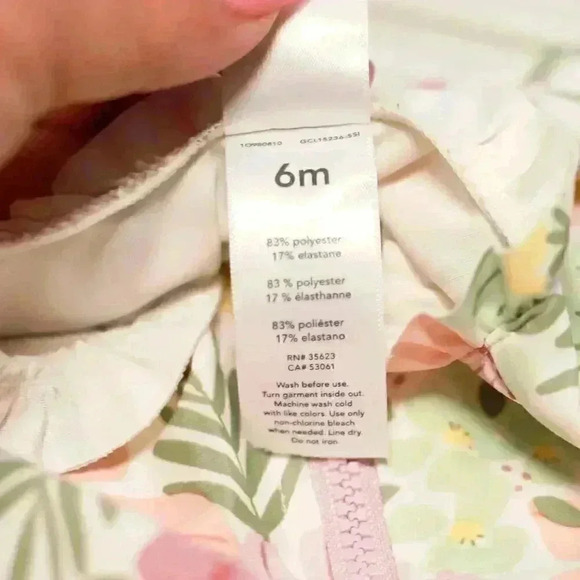 1O980810 GCL15236-SSI
6m
83% polyester
17% elastane
83 % polyester
17 % élasthanne
83% poliéster
17% elastano
RN# 35623
CA# 53061
Wash before use.
Turn garment inside out.
Machine wash cold
with like colors. Use only
non-chlorine bleach
when needed. Line dry.
Do not iron.